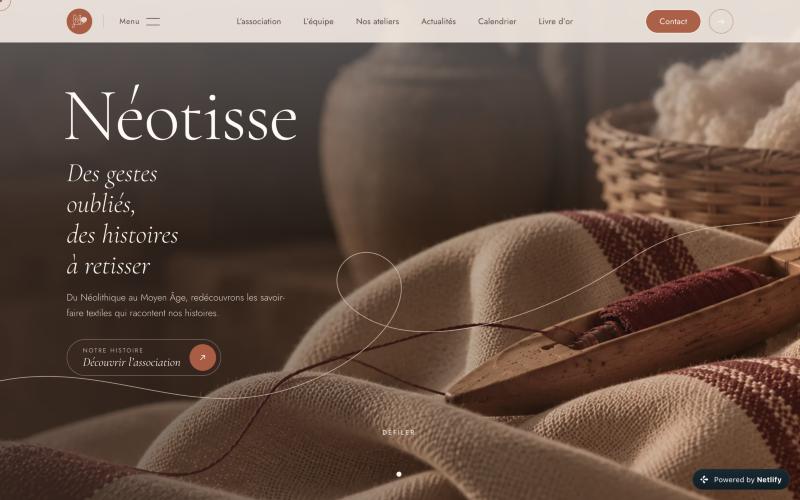 Menu
L'association
L'équipe
Nos ateliers
Actualités
Calendrier
Livre d'or
Contact
Néotisse
Des gestes
oubliés,
des histoires
à retisser
Du Néolithique au Moyen Âge, redécouvrons les savoir-
faire textiles qui racontent nos histoires.
NOTRE HISTOIRE
Découvrir l'association
DÉFILER
Powered by Netlify